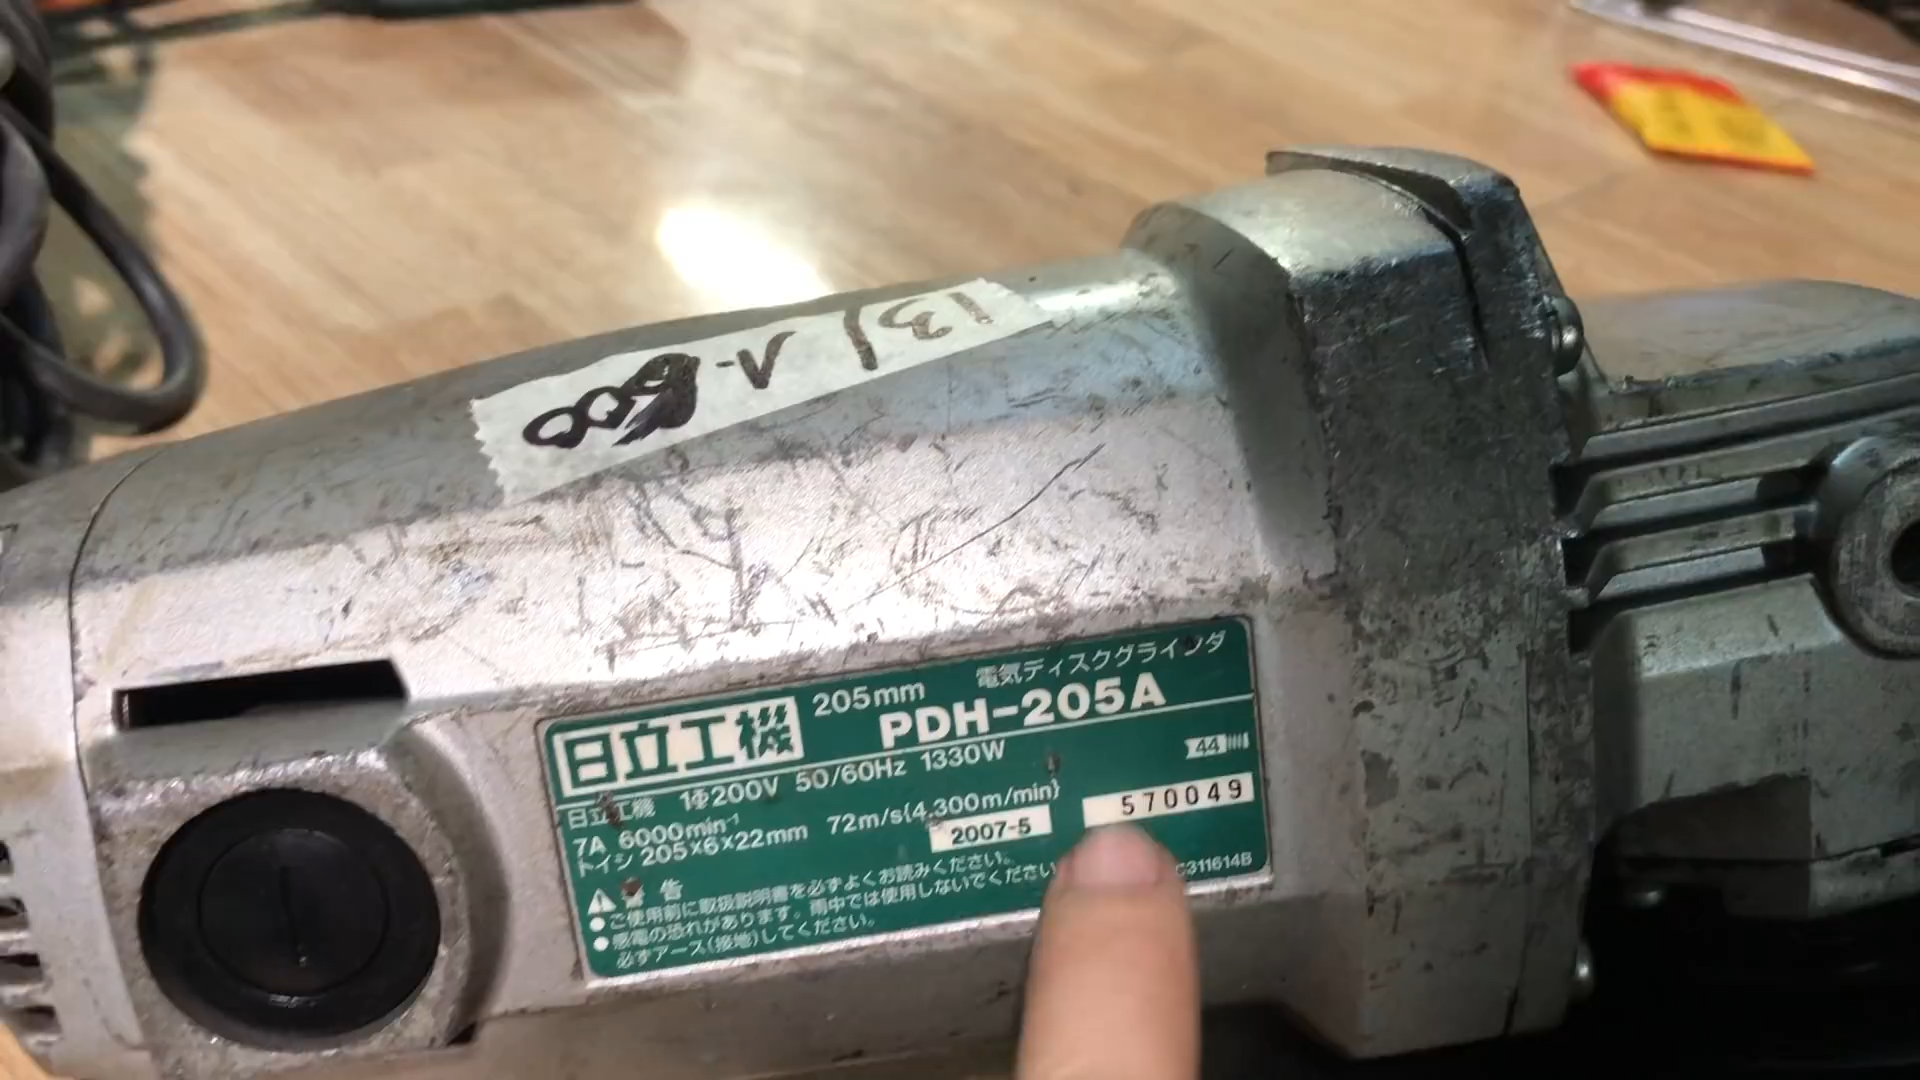 131 V-600
日立工機 205mm 電気ディスクグラインダ
PDH-205A
日立工機 1Φ200V 50/60Hz 1330W 44
7A 6000min⁻¹ 72m/s{4,300m/min}
トイシ 205×6×22mm 2007-5 570049
警告 C311614B
●ご使用前に取扱説明書を必ずよくお読みください。
●感電の恐れがあります。雨中では使用しないでください
必ずアース(接地)してください。